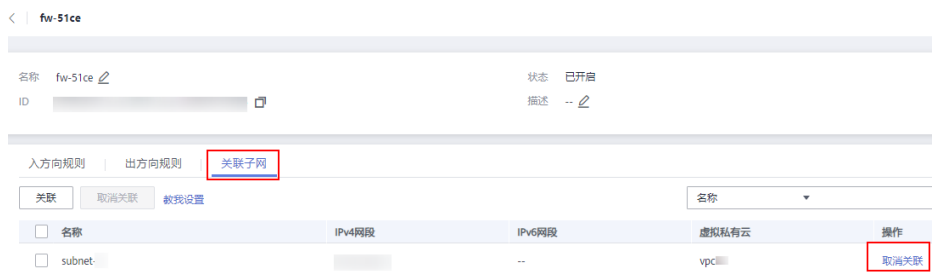 fw-51ce
名称 fw-51ce 状态 已开启
ID 描述 --
入方向规则 出方向规则 关联子网
关联 取消关联 教我设置 名称
名称 IPv4网段 IPv6网段 虚拟私有云 操作
subnet- -- vpc 取消关联